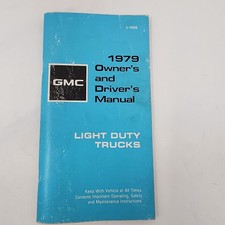 1979
Owner's
and
Driver's
Manual
GMC
LIGHT DUTY
TRUCKS
Keep With Vehicle at All Times
Contains Important Operating, Safety
and Maintenance Instructions